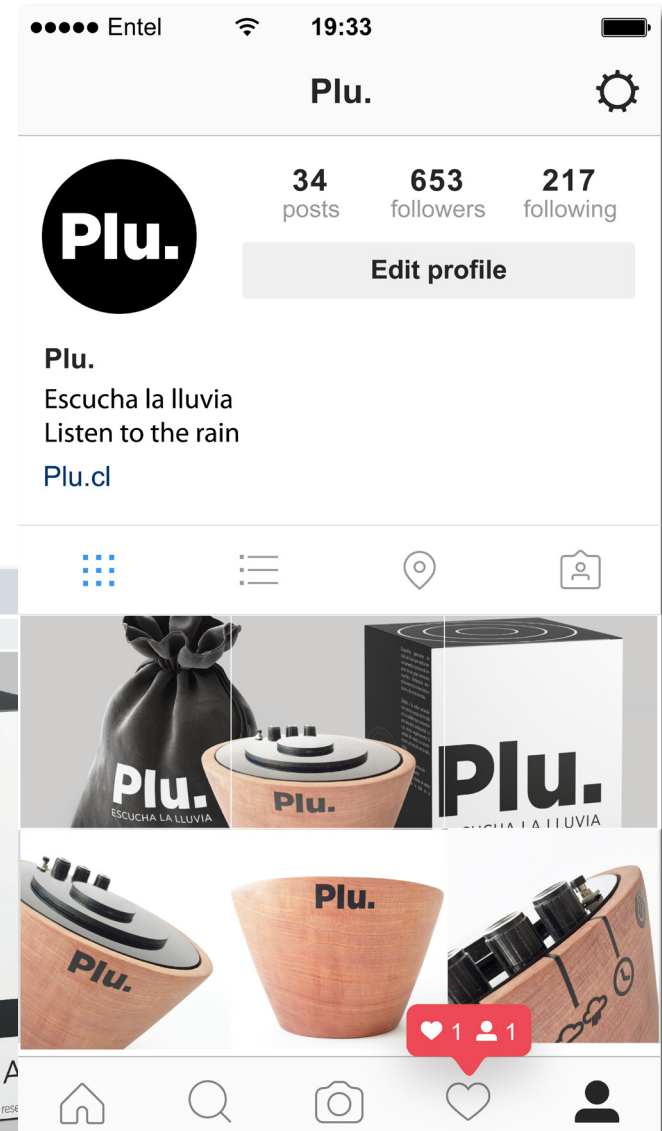 Entel
19:33
Plu.
Plu.
34 653 217
posts followers following
Edit profile
Plu.
Escucha la lluvia
Listen to the rain
Plu.cl
Plu.
ESCUCHA LA LLUVIA
Plu.
Plu.
ESCUCHA LA LLUVIA
Plu.
Plu.
1 1
A